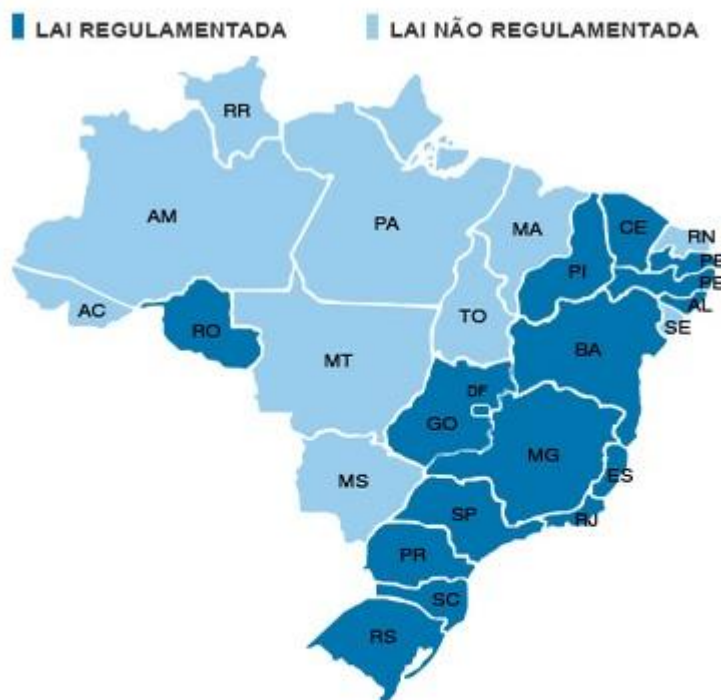 LAI REGULAMENTADA
LAI NÃO REGULAMENTADA
RR
AM
PA
MA
CE
RN
PB
PI
PE
AL
AC
RO
TO
SE
BA
MT
DF
GO
MG
ES
MS
SP
RJ
PR
SC
RS